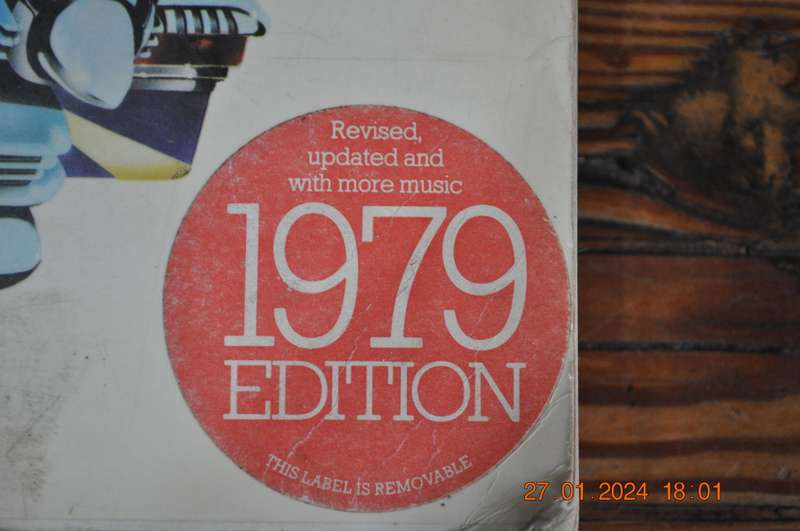 Revised,
updated and
with more music
1979
EDITION
THIS LABEL IS REMOVABLE
27.01.2024 18:01